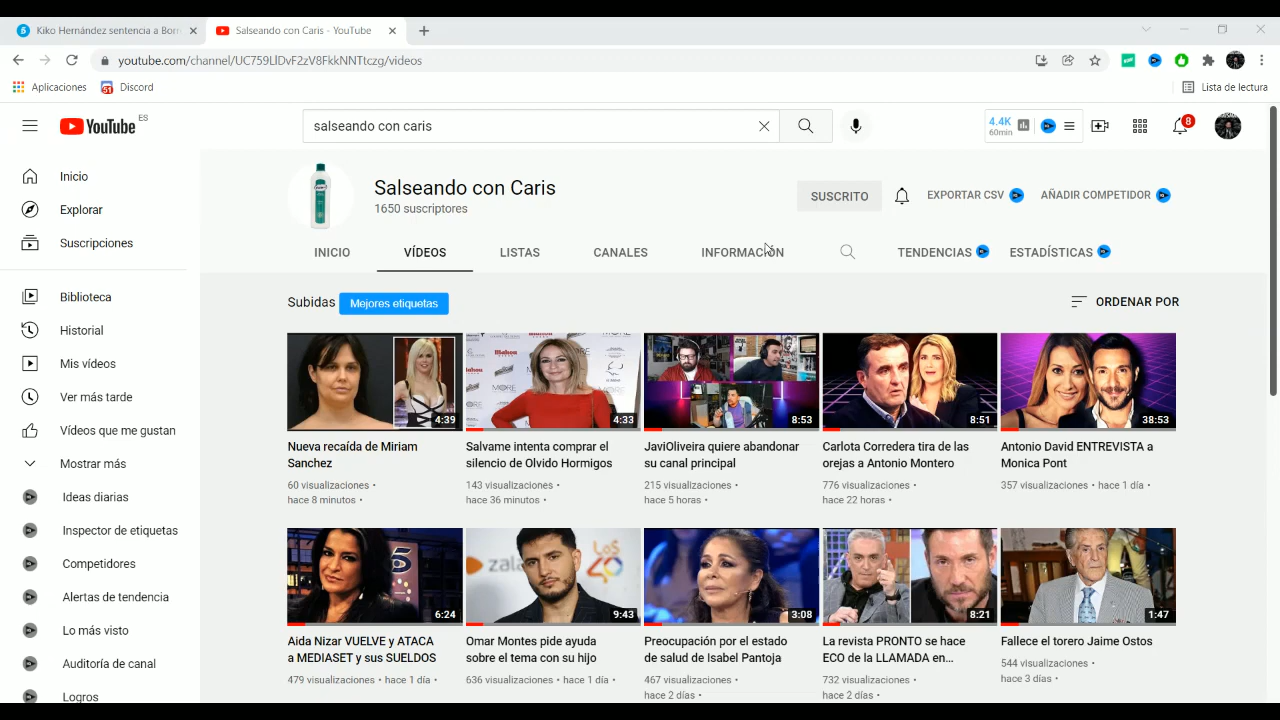 Kiko Hernández sentencia a Born
Salseando con Caris - YouTube
youtube.com/channel/UC759LlDvF2zV8FkkNNTtczg/videos
Aplicaciones
Discord
Lista de lectura
YouTube ES
salseando con caris
4.4K
60min
8
Inicio
Explorar
Suscripciones
Biblioteca
Historial
Mis vídeos
Ver más tarde
Vídeos que me gustan
Mostrar más
Ideas diarias
Inspector de etiquetas
Competidores
Alertas de tendencia
Lo más visto
Auditoría de canal
Logros
Salseando con Caris
1650 suscriptores
SUSCRITO
EXPORTAR CSV
AÑADIR COMPETIDOR
INICIO
VÍDEOS
LISTAS
CANALES
INFORMACIÓN
TENDENCIAS
ESTADÍSTICAS
Subidas
Mejores etiquetas
ORDENAR POR
4:39
4:33
8:53
8:51
38:53
Nueva recaída de Miriam
Sanchez
60 visualizaciones •
hace 8 minutos •
Salvame intenta comprar el
silencio de Olvido Hormigos
143 visualizaciones •
hace 36 minutos •
JaviOliveira quiere abandonar
su canal principal
215 visualizaciones •
hace 5 horas •
Carlota Corredera tira de las
orejas a Antonio Montero
776 visualizaciones •
hace 22 horas •
Antonio David ENTREVISTA a
Monica Pont
357 visualizaciones • hace 1 día •
6:24
9:43
3:08
8:21
1:47
Aida Nizar VUELVE y ATACA
a MEDIASET y sus SUELDOS
479 visualizaciones • hace 1 día •
Omar Montes pide ayuda
sobre el tema con su hijo
636 visualizaciones • hace 1 día •
Preocupación por el estado
de salud de Isabel Pantoja
467 visualizaciones •
hace 2 días •
La revista PRONTO se hace
ECO de la LLAMADA en...
732 visualizaciones •
hace 2 días •
Fallece el torero Jaime Ostos
544 visualizaciones •
hace 3 días •